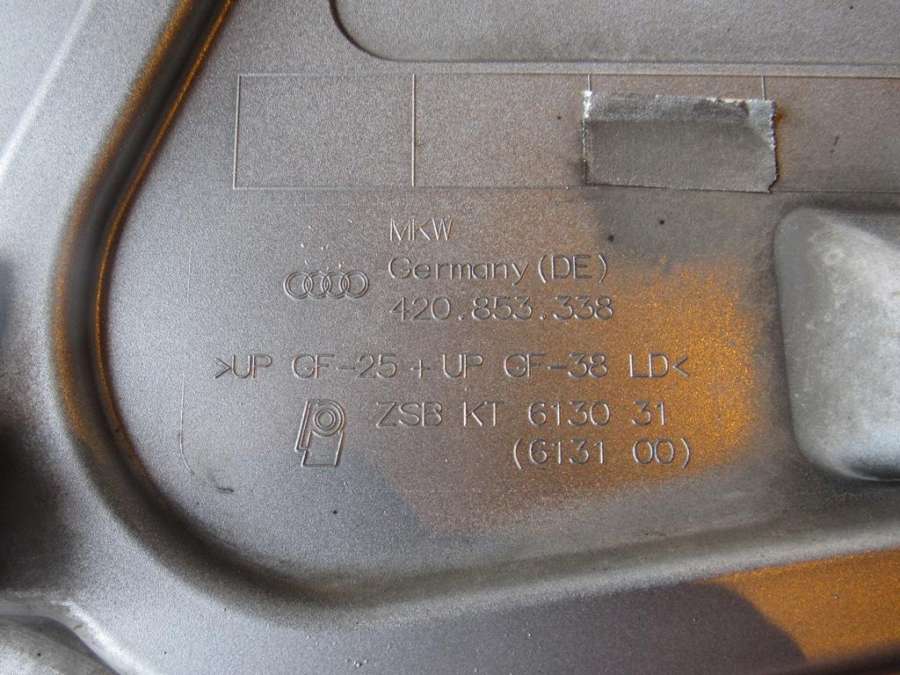 MKW
Germany (DE)
420.853.338
>UP GF-25 + UP GF-38 LD<
ZSB KT 6130 31
(6131 00)